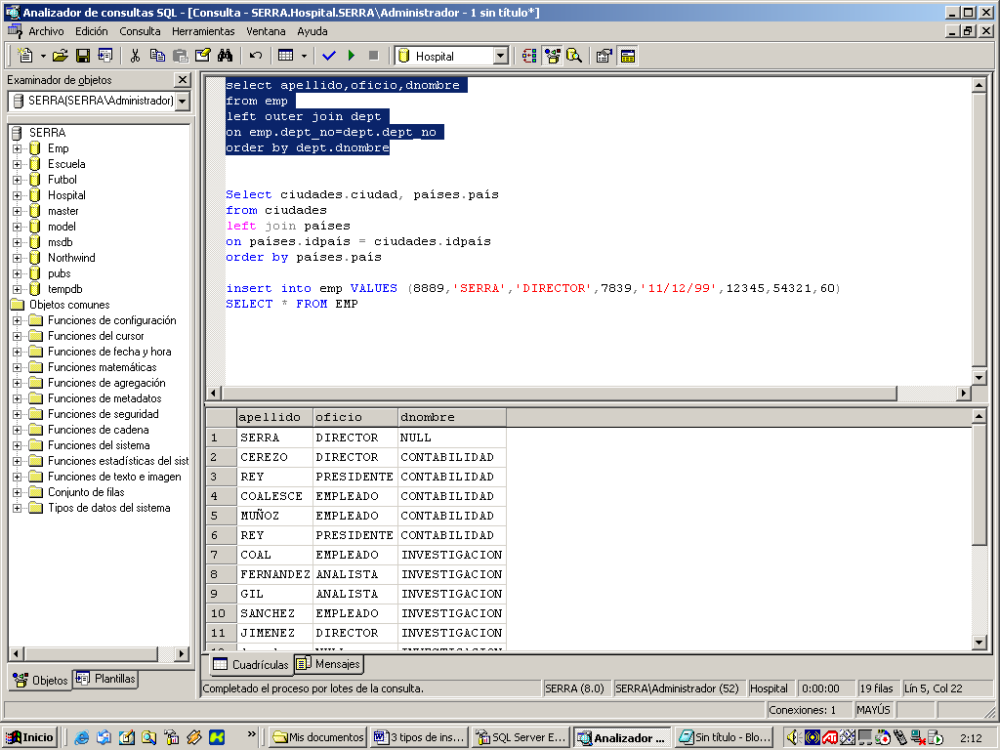 Analizador de consultas SQL - [Consulta - SERRA.Hospital.SERRA\Administrador - 1 sin título*]
Archivo Edición Consulta Herramientas Ventana Ayuda
Hospital
Examinador de objetos
SERRA(SERRA\Administrador)
SERRA
Emp
Escuela
Futbol
Hospital
master
model
msdb
Northwind
pubs
tempdb
Objetos comunes
Funciones de configuración
Funciones del cursor
Funciones de fecha y hora
Funciones matemáticas
Funciones de agregación
Funciones de metadatos
Funciones de seguridad
Funciones de cadena
Funciones del sistema
Funciones estadísticas del sist
Funciones de texto e imagen
Conjunto de filas
Tipos de datos del sistema
Objetos Plantillas
select apellido,oficio,dnombre
from emp
left outer join dept
on emp.dept_no=dept.dept_no
order by dept.dnombre
Select ciudades.ciudad, países.país
from ciudades
left join países
on países.idpaís = ciudades.idpaís
order by países.país
insert into emp VALUES (8889,'SERRA','DIRECTOR',7839,'11/12/99',12345,54321,60)
SELECT * FROM EMP
apellido oficio dnombre
1 SERRA DIRECTOR NULL
2 CEREZO DIRECTOR CONTABILIDAD
3 REY PRESIDENTE CONTABILIDAD
4 COALESCE EMPLEADO CONTABILIDAD
5 MUÑOZ EMPLEADO CONTABILIDAD
6 REY PRESIDENTE CONTABILIDAD
7 COAL EMPLEADO INVESTIGACION
8 FERNANDEZ ANALISTA INVESTIGACION
9 GIL ANALISTA INVESTIGACION
10 SANCHEZ EMPLEADO INVESTIGACION
11 JIMENEZ DIRECTOR INVESTIGACION
Cuadrículas Mensajes
Completado el proceso por lotes de la consulta. SERRA (8.0) SERRA\Administrador (52) Hospital 0:00:00 19 filas Lín 5, Col 22
Conexiones: 1 MAYÚS
Inicio » Mis documentos 3 tipos de ins... SQL Server E... Analizador ... Sin título - Blo... 2:12